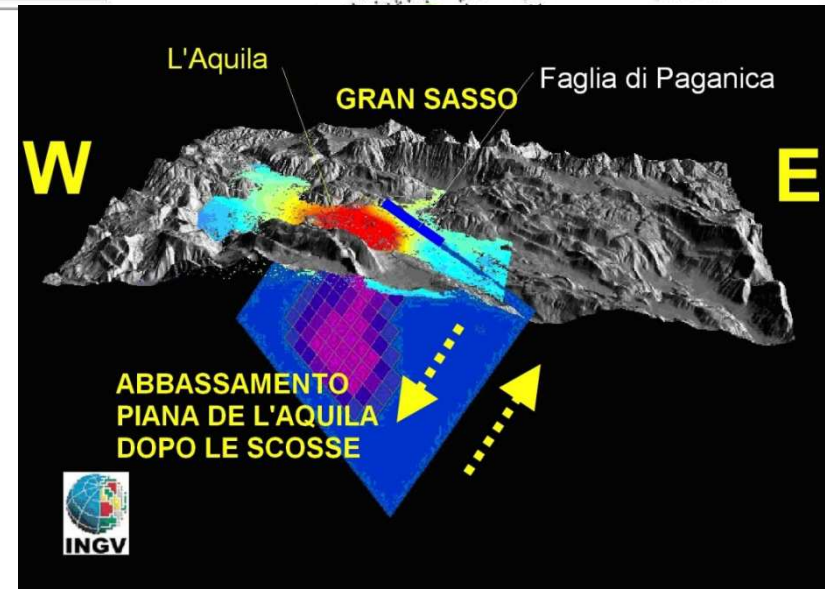 L'Aquila
GRAN SASSO
Faglia di Paganica
W
E
ABBASSAMENTO
PIANA DE L'AQUILA
DOPO LE SCOSSE
INGV